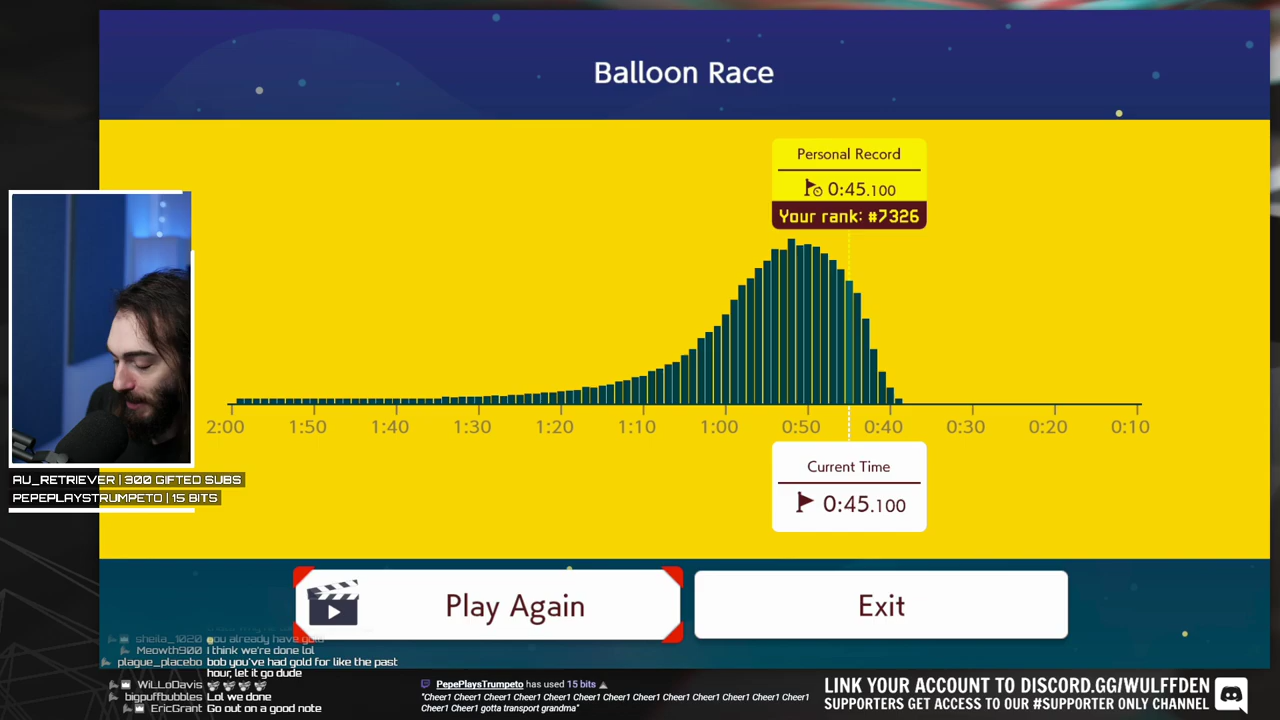 Balloon Race
Personal Record
0:45.100
Your rank: #7326
2:00 1:50 1:40 1:30 1:20 1:10 1:00 0:50 0:40 0:30 0:20 0:10
Current Time
0:45.100
AU_RETRIEVER | 300 GIFTED SUBS
PEPEPLAYSTRUMPETO | 15 BITS
Play Again
Exit
sheila_1020 you already have gold
Meowth900 I think we're done lol
plague_placebo bob you've had gold for like the past
hour, let it go dude
WiLLoDavis
bigpuffbubbles Lol we done
EricGrant Go out on a good note
PepePlaysTrumpeto has used 15 bits
"Cheer1 Cheer1 Cheer1 Cheer1 Cheer1 Cheer1 Cheer1 Cheer1 Cheer1 Cheer1 Cheer1 Cheer1
Cheer1 Cheer1 Cheer1 gotta transport grandma"
LINK YOUR ACCOUNT TO DISCORD.GG/WULFFDEN
SUPPORTERS GET ACCESS TO OUR #SUPPORTER ONLY CHANNEL